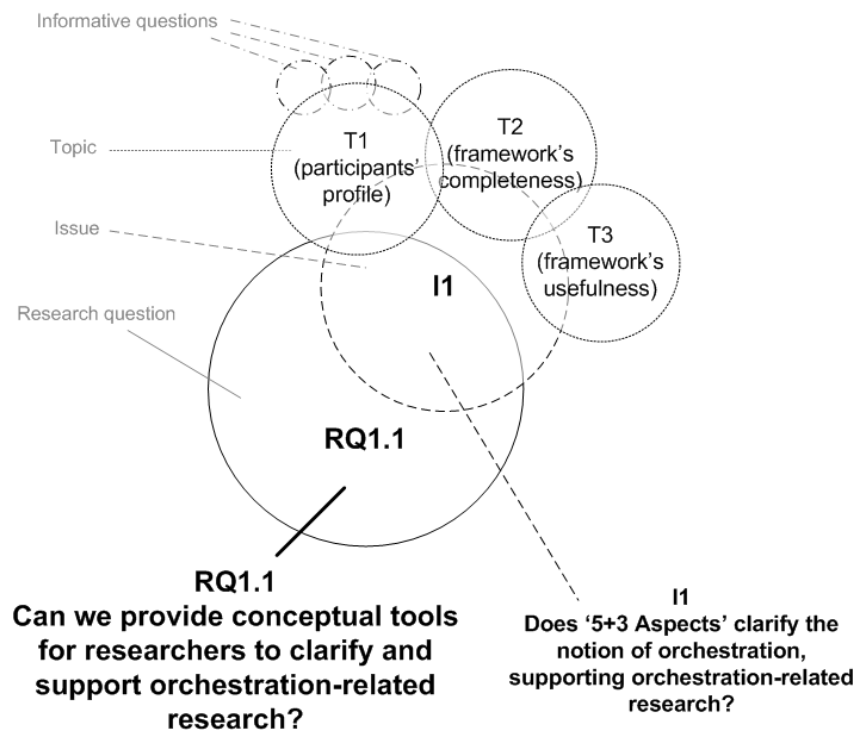 Informative questions
Topic
Issue
Research question
T1
(participants'
profile)
T2
(framework's
completeness)
T3
(framework's
usefulness)
I1
RQ1.1
RQ1.1
Can we provide conceptual tools
for researchers to clarify and
support orchestration-related
research?
I1
Does ‘5+3 Aspects’ clarify the
notion of orchestration,
supporting orchestration-related
research?